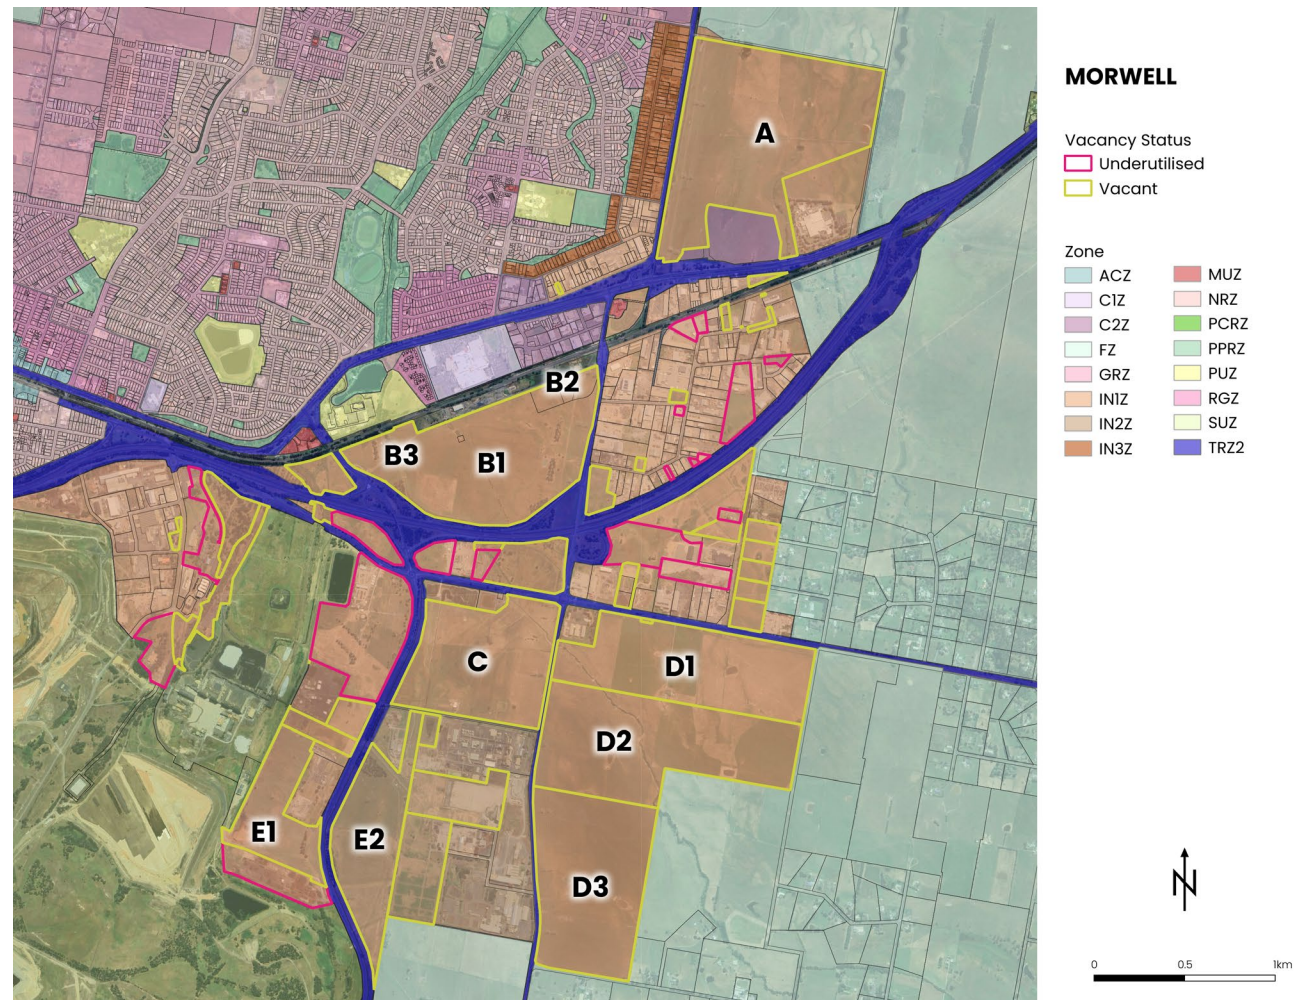 MORWELL
Vacancy Status
Underutilised
Vacant
Zone
ACZ
C1Z
C2Z
FZ
GRZ
IN1Z
IN2Z
IN3Z
MUZ
NRZ
PCRZ
PPRZ
PUZ
RGZ
SUZ
TRZ2
A
B2
B3
B1
C
D1
D2
E1
E2
D3
N
0 0.5 1km